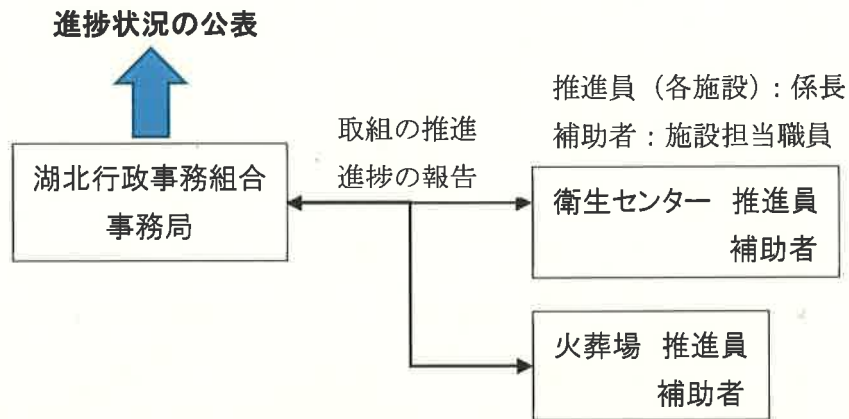 進捗状況の公表
推進員（各施設）：係長
補助者：施設担当職員
取組の推進
進捗の報告
湖北行政事務組合
事務局
衛生センター 推進員
補助者
火葬場 推進員
補助者